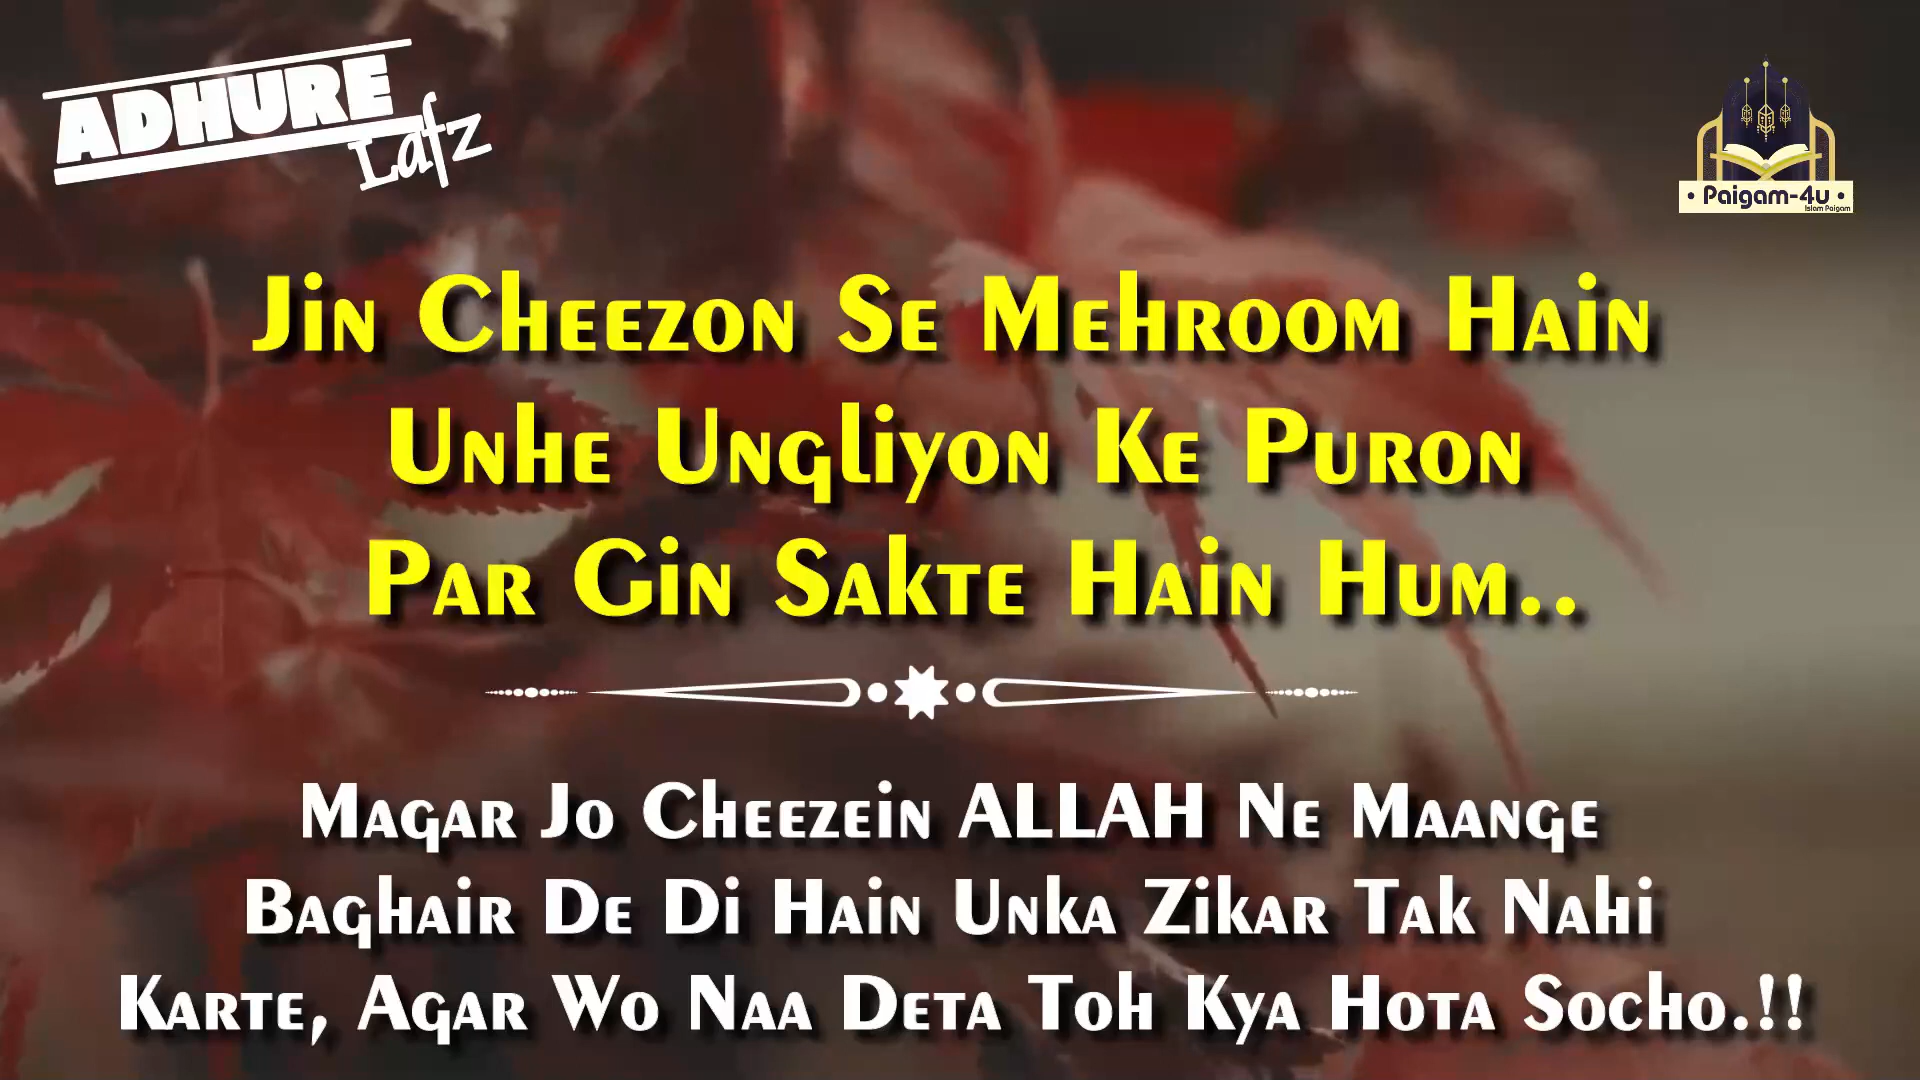 ADHURE
Lafz
• Paigam-4u •
Islam Paigam
Jin Cheezon Se Mehroom Hain
Unhe Ungliyon Ke Puron
Par Gin Sakte Hain Hum..
Magar Jo Cheezein ALLAH Ne Maange
Baghair De Di Hain Unka Zikar Tak Nahi
Karte, Agar Wo Naa Deta Toh Kya Hota Socho.!!